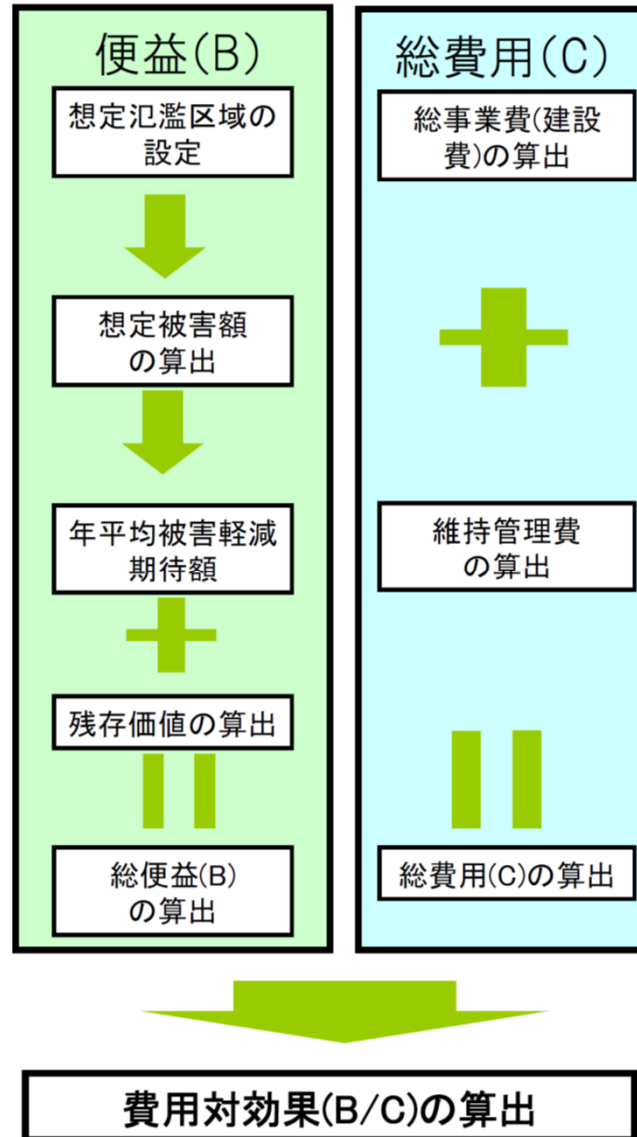 便益(B)
想定氾濫区域の
設定
想定被害額
の算出
年平均被害軽減
期待額
残存価値の算出
総便益(B)
の算出
総費用(C)
総事業費(建設
費)の算出
維持管理費
の算出
総費用(C)の算出
費用対効果(B/C)の算出